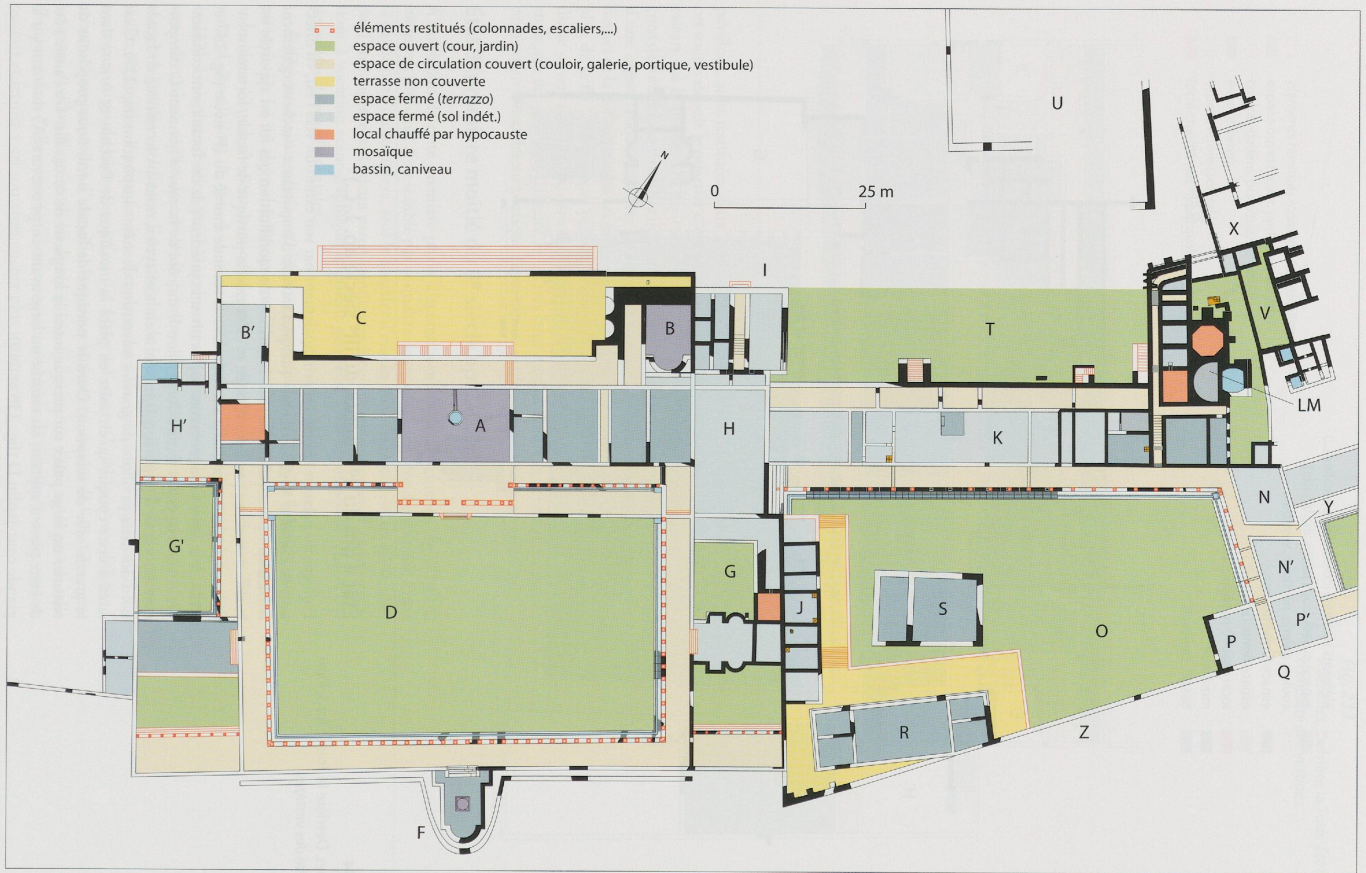 éléments restitués (colonnades, escaliers,...)
espace ouvert (cour, jardin)
espace de circulation couvert (couloir, galerie, portique, vestibule)
terrasse non couverte
espace fermé (terrazzo)
espace fermé (sol indét.)
local chauffé par hypocauste
mosaïque
bassin, caniveau
N
0 25 m
U
X
I
V
B'
C
B
T
LM
H'
A
H
K
N
Y
G'
G
N'
D
J
S
O
P
P'
Q
R
Z
F